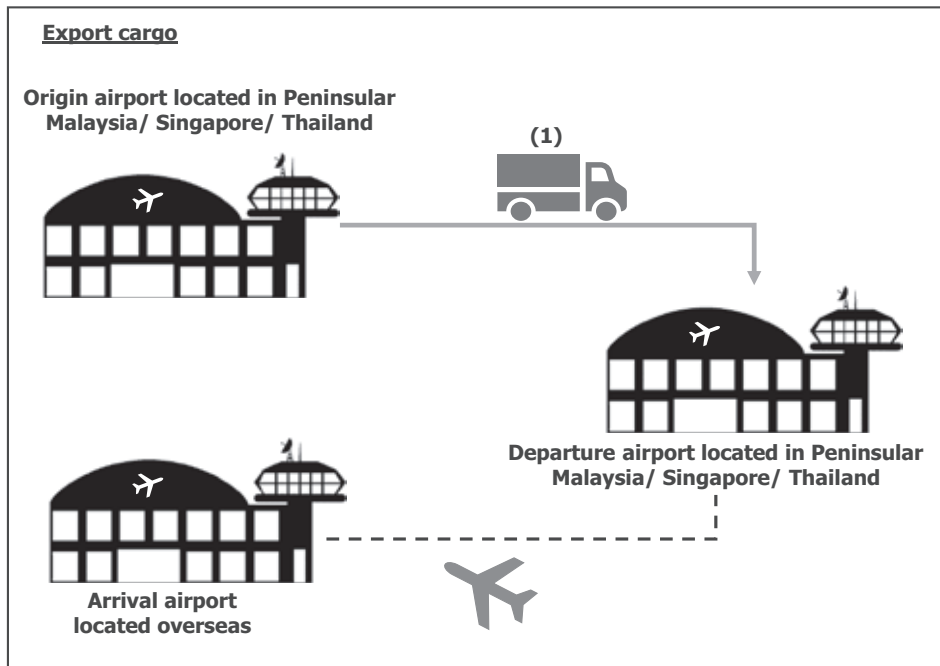 Export cargo
Origin airport located in Peninsular
Malaysia/ Singapore/ Thailand
(1)
Departure airport located in Peninsular
Malaysia/ Singapore/ Thailand
Arrival airport
located overseas